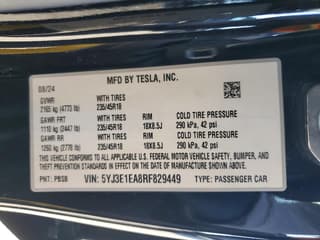 MFD BY TESLA, INC.
08/24
GVWR WITH TIRES
2165 kg (4773 LB) 235/45R18
GAWR FRT WITH TIRES RIM COLD TIRE PRESSURE
1110 kg (2447 LB) 235/45R18 18X8.5J 290 kPa, 42 psi
GAWR RR WITH TIRES RIM COLD TIRE PRESSURE
1260 kg (2778 LB) 235/45R18 18X8.5J 290 kPa, 42 psi
THIS VEHICLE CONFORMS TO ALL FEDERAL MOTOR VEHICLE SAFETY, BUMPER, AND
THEFT STANDARDS IN EFFECT ON THE DATE OF MANUFACTURE SHOWN ABOVE.
PNT: PBSB VIN: 5YJ3E1EA8RF829449 TYPE: PASSENGER CAR